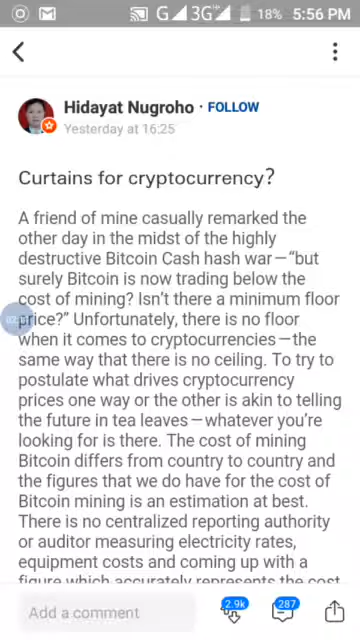 G 3G 18% 5:56 PM
Hidayat Nugroho · FOLLOW
Yesterday at 16:25
Curtains for cryptocurrency?
A friend of mine casually remarked the
other day in the midst of the highly
destructive Bitcoin Cash hash war—“but
surely Bitcoin is now trading below the
cost of mining? Isn’t there a minimum floor
price?” Unfortunately, there is no floor
when it comes to cryptocurrencies—the
same way that there is no ceiling. To try to
postulate what drives cryptocurrency
prices one way or the other is akin to telling
the future in tea leaves—whatever you’re
looking for is there. The cost of mining
Bitcoin differs from country to country and
the figures that we do have for the cost of
Bitcoin mining is an estimation at best.
There is no centralized reporting authority
or auditor measuring electricity rates,
equipment costs and coming up with a
figure which accurately represents the cost
Add a comment
2.9k
287